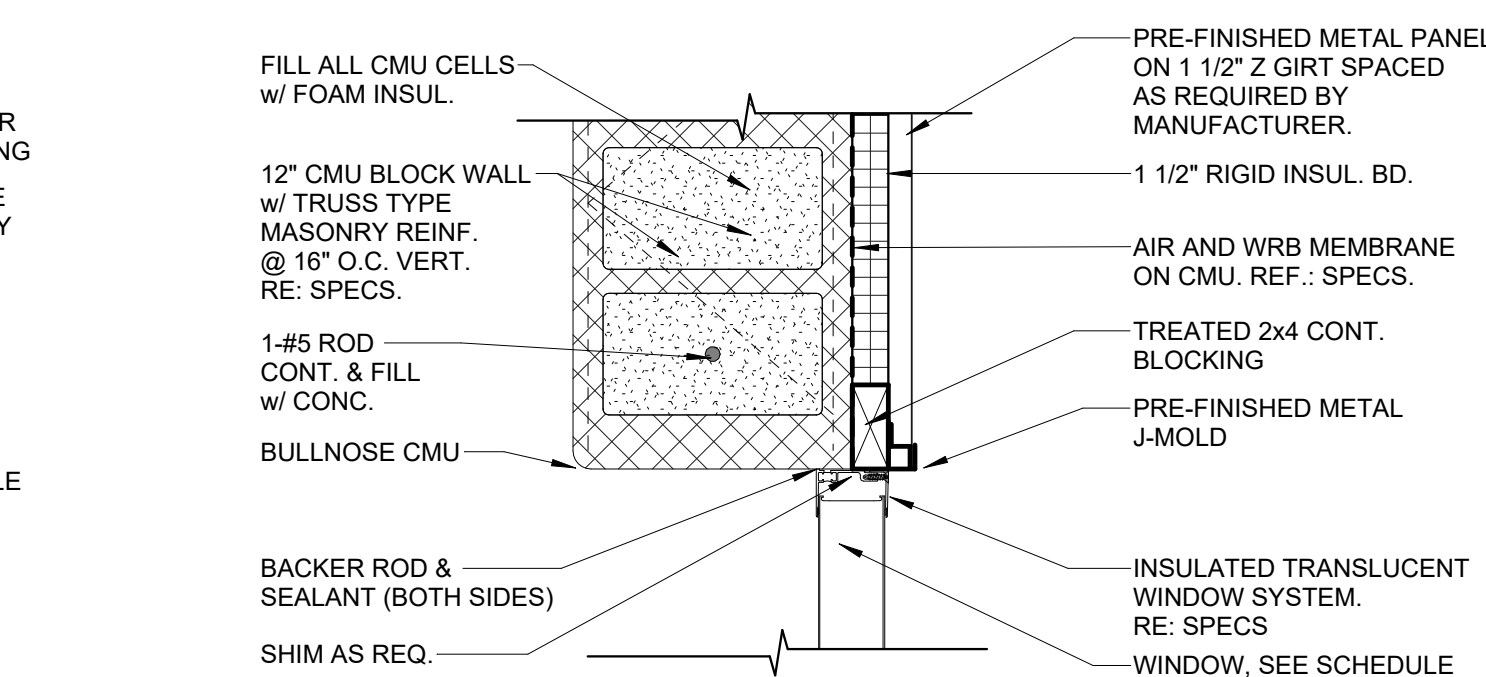 R
NG
E
Y
LE
FILL ALL CMU CELLS
w/ FOAM INSUL.
12" CMU BLOCK WALL
w/ TRUSS TYPE
MASONRY REINF.
@ 16" O.C. VERT.
RE: SPECS.
1-#5 ROD
CONT. & FILL
w/ CONC.
BULLNOSE CMU
BACKER ROD &
SEALANT (BOTH SIDES)
SHIM AS REQ.
PRE-FINISHED METAL PANEL
ON 1 1/2" Z GIRT SPACED
AS REQUIRED BY
MANUFACTURER.
1 1/2" RIGID INSUL. BD.
AIR AND WRB MEMBRANE
ON CMU. REF.: SPECS.
TREATED 2x4 CONT.
BLOCKING
PRE-FINISHED METAL
J-MOLD
INSULATED TRANSLUCENT
WINDOW SYSTEM.
RE: SPECS
WINDOW, SEE SCHEDULE